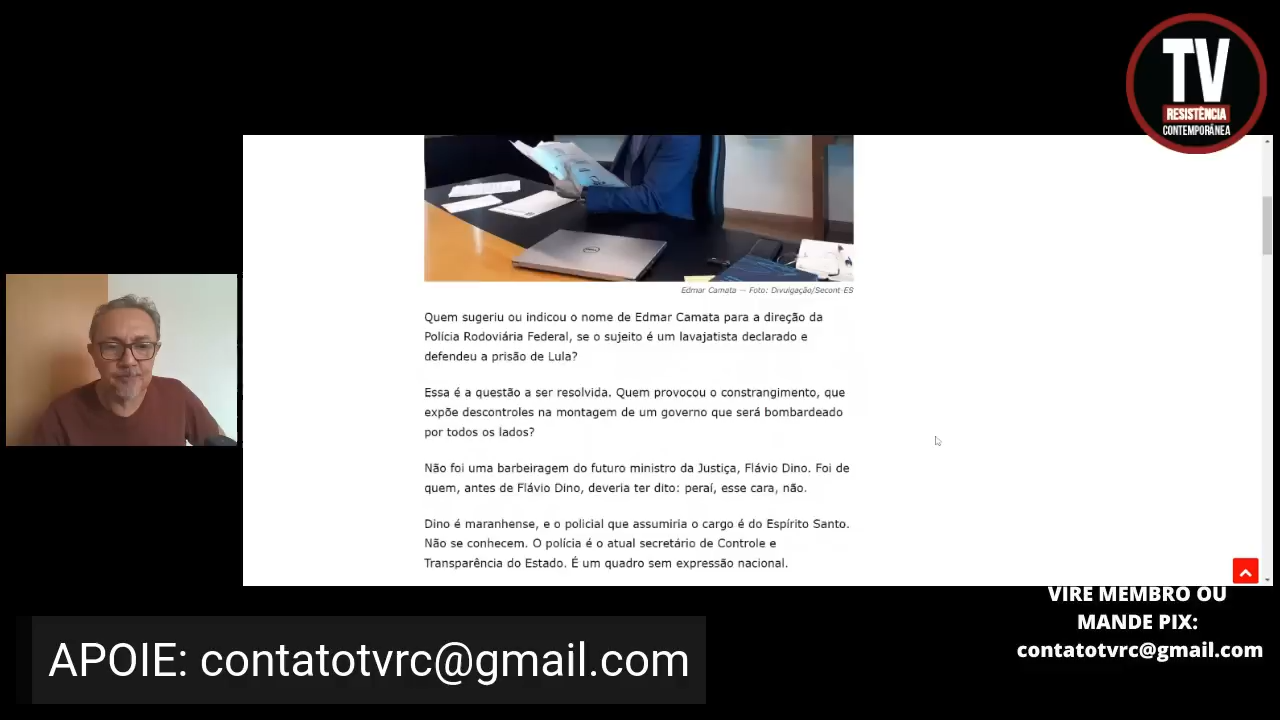 TV
RESISTÊNCIA
CONTEMPORÂNEA
Edmar Camata — Foto: Divulgação/Secont-ES
Quem sugeriu ou indicou o nome de Edmar Camata para a direção da
Polícia Rodoviária Federal, se o sujeito é um lavajatista declarado e
defendeu a prisão de Lula?
Essa é a questão a ser resolvida. Quem provocou o constrangimento, que
expõe descontroles na montagem de um governo que será bombardeado
por todos os lados?
Não foi uma barbeiragem do futuro ministro da Justiça, Flávio Dino. Foi de
quem, antes de Flávio Dino, deveria ter dito: peraí, esse cara, não.
Dino é maranhense, e o policial que assumiria o cargo é do Espírito Santo.
Não se conhecem. O polícia é o atual secretário de Controle e
Transparência do Estado. É um quadro sem expressão nacional.
VIRE MEMBRO OU
MANDE PIX:
contatotvrc@gmail.com
APOIE: contatotvrc@gmail.com